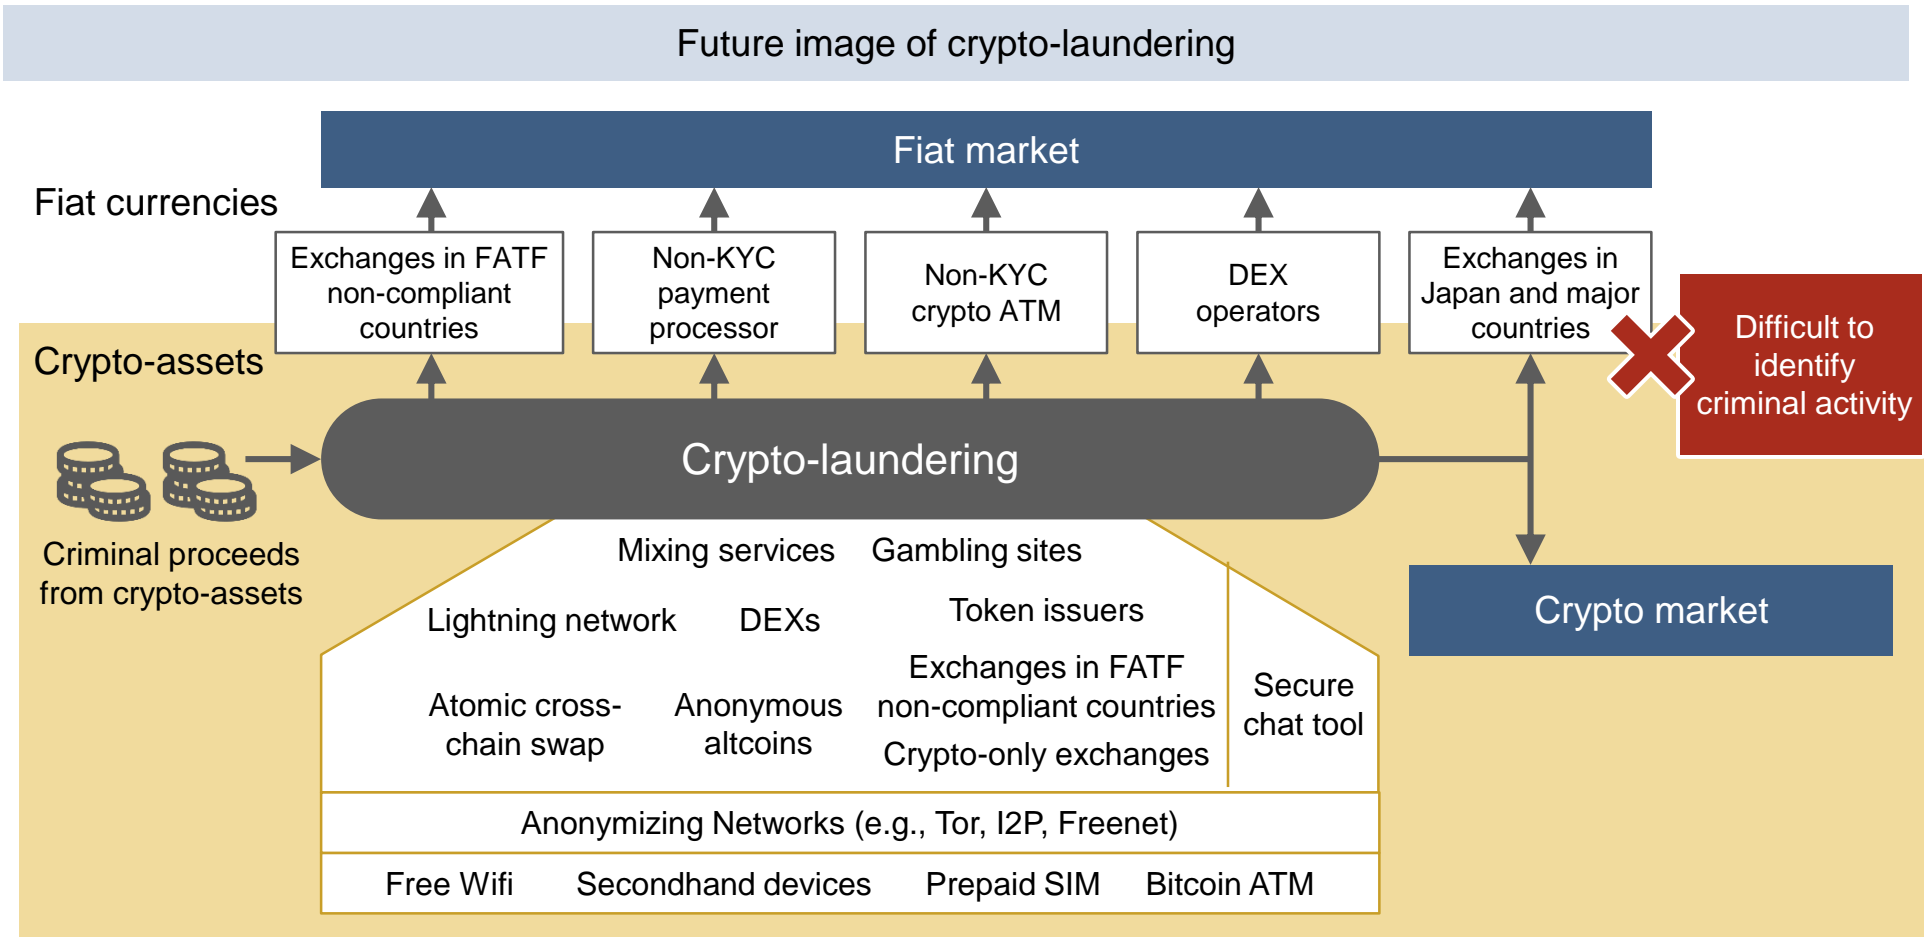 Future image of crypto-laundering
Fiat market
Fiat currencies
Exchanges in FATF
non-compliant
countries
Non-KYC
payment
processor
Non-KYC
crypto ATM
DEX
operators
Exchanges in
Japan and major
countries
Difficult to
identify
criminal activity
Crypto-assets
Crypto-laundering
Criminal proceeds
from crypto-assets
Crypto market
Mixing services
Gambling sites
Lightning network
DEXs
Token issuers
Atomic cross-
chain swap
Anonymous
altcoins
Exchanges in FATF
non-compliant countries
Crypto-only exchanges
Secure
chat tool
Anonymizing Networks (e.g., Tor, I2P, Freenet)
Free Wifi
Secondhand devices
Prepaid SIM
Bitcoin ATM